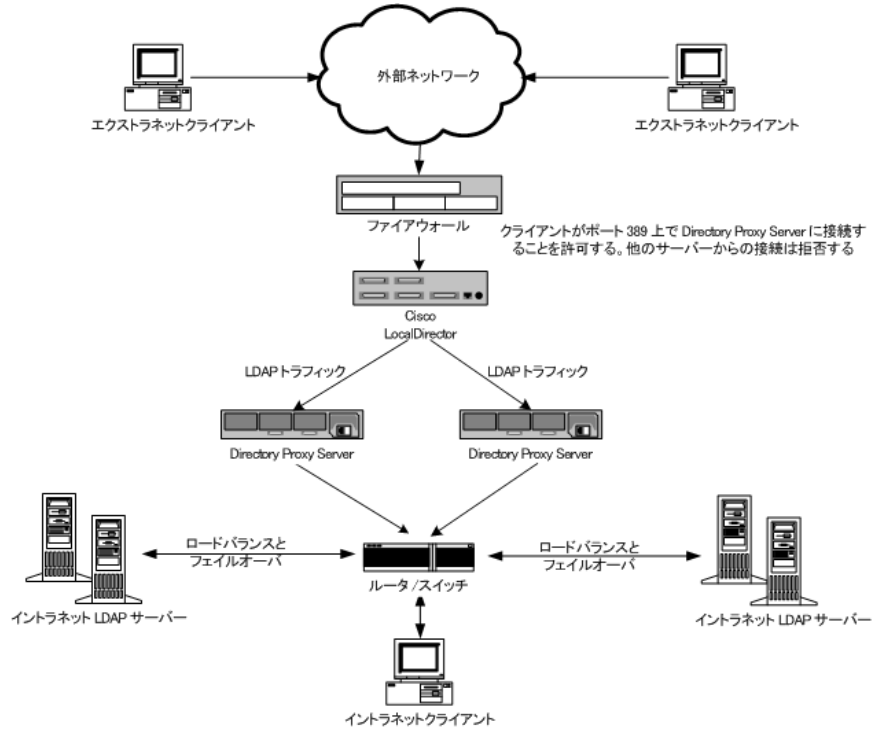 外部ネットワーク
エクストラネットクライアント
エクストラネットクライアント
ファイアウォール
クライアントがポート 389 上で Directory Proxy Server に接続す
ることを許可する。他のサーバーからの接続は拒否する
Cisco
LocalDirector
LDAPトラフィック
LDAPトラフィック
Directory Proxy Server
Directory Proxy Server
ロードバランスと
フェイルオーバ
ロードバランスと
フェイルオーバ
ルータ/スイッチ
イントラネット LDAP サーバー
イントラネット LDAP サーバー
イントラネットクライアント